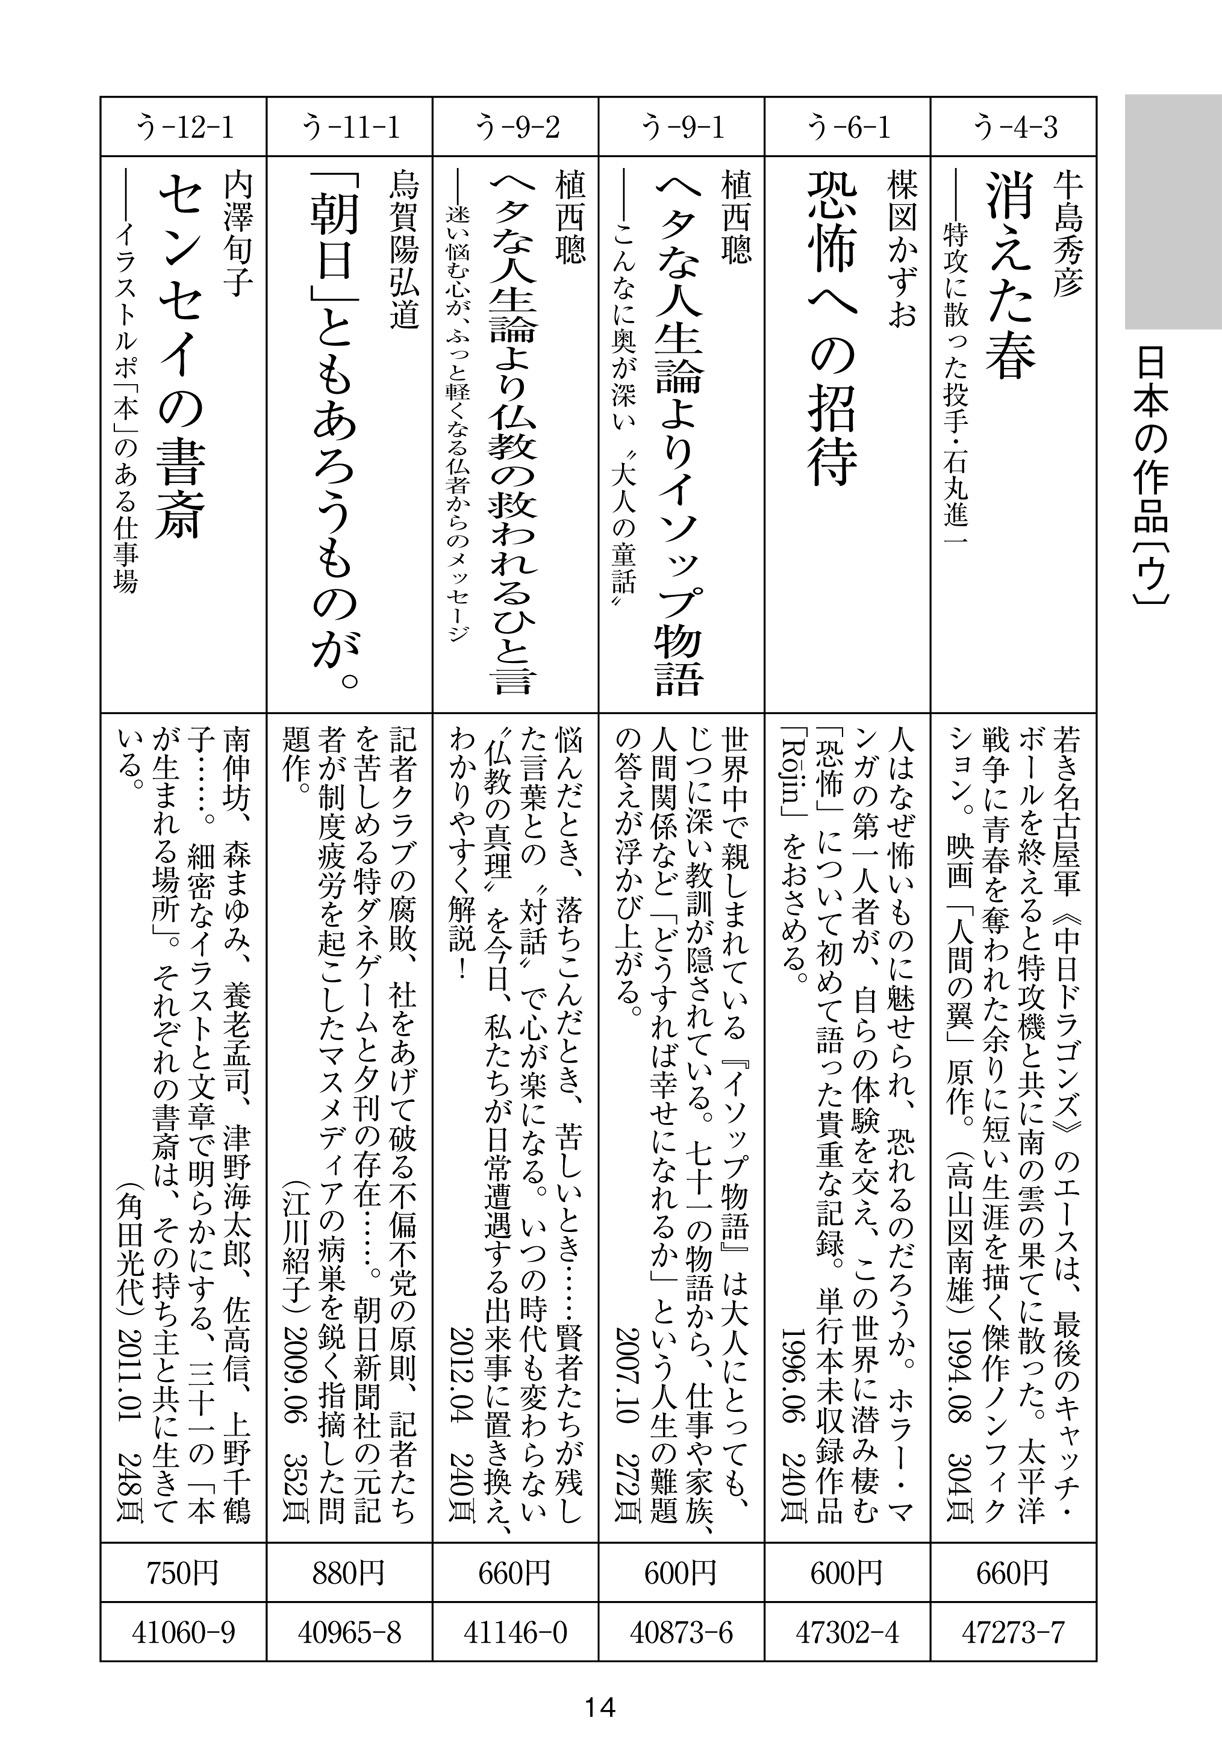 日本の作品〔ウ〕
う-4-3
牛島秀彦
消えた春
――特攻に散った投手・石丸進一
若き名古屋軍《中日ドラゴンズ》のエースは、最後のキャッチ・
ボールを終えると特攻機と共に南の雲の果てに散った。太平洋
戦争に青春を奪われた余りに短い生涯を描く傑作ノンフィク
ション。映画「人間の翼」原作。（高山図南雄）1994.08 304頁
660円
47273-7
う-6-1
楳図かずお
恐怖への招待
人はなぜ怖いものに魅せられ、恐れるのだろうか。ホラー・マ
ンガの第一人者が、自らの体験を交え、この世界に潜み棲む
「恐怖」について初めて語った貴重な記録。単行本未収録作品
「Rōjin」をおさめる。 1996.06 240頁
600円
47302-4
う-9-1
植西聰
ヘタな人生論よりイソップ物語
――こんなに奥が深い〝大人の童話〟
世界中で親しまれている『イソップ物語』は大人にとっても、
じつに深い教訓が隠されている。七十一の物語から、仕事や家族、
人間関係など「どうすれば幸せになれるか」という人生の難題
の答えが浮かび上がる。 2007.10 272頁
600円
40873-6
う-9-2
植西聰
ヘタな人生論より仏教の救われるひと言
――迷い悩む心が、ふっと軽くなる仏者からのメッセージ
悩んだとき、落ちこんだとき、苦しいとき……賢者たちが残し
た言葉との〝対話〟で心が楽になる。いつの時代も変わらない
〝仏教の真理〟を今日、私たちが日常遭遇する出来事に置き換え、
わかりやすく解説！ 2012.04 240頁
660円
41146-0
う-11-1
烏賀陽弘道
「朝日」ともあろうものが。
記者クラブの腐敗、社をあげて破る不偏不党の原則、記者たち
を苦しめる特ダネゲームと夕刊の存在……。朝日新聞社の元記
者が制度疲労を起こしたマスメディアの病巣を鋭く指摘した問
題作。 （江川紹子）2009.06 352頁
880円
40965-8
う-12-1
内澤旬子
センセイの書斎
――イラストルポ「本」のある仕事場
南伸坊、森まゆみ、養老孟司、津野海太郎、佐高信、上野千鶴
子……。細密なイラストと文章で明らかにする、三十一の「本
が生まれる場所」。それぞれの書斎は、その持ち主と共に生きて
いる。 （角田光代）2011.01 248頁
750円
41060-9
14